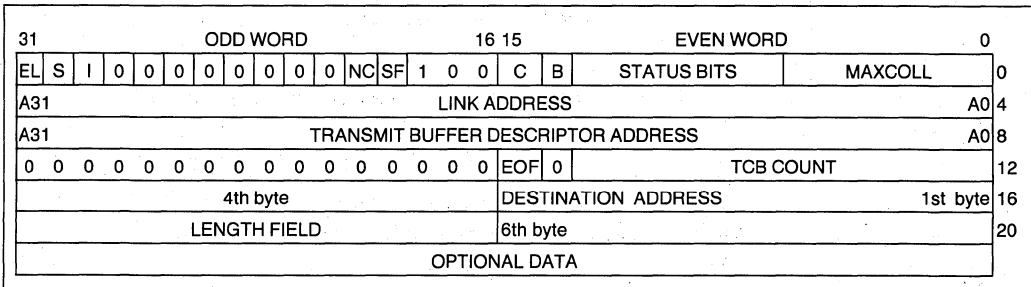 31 ODD WORD 16 15 EVEN WORD 0
EL S I 0 0 0 0 0 0 0 0 NC SF 1 0 0 C B STATUS BITS MAXCOLL 0
A31 LINK ADDRESS A0 4
A31 TRANSMIT BUFFER DESCRIPTOR ADDRESS A0 8
0 0 0 0 0 0 0 0 0 0 0 0 0 0 0 0 EOF 0 TCB COUNT 12
4th byte DESTINATION ADDRESS 1st byte 16
LENGTH FIELD 6th byte 20
OPTIONAL DATA